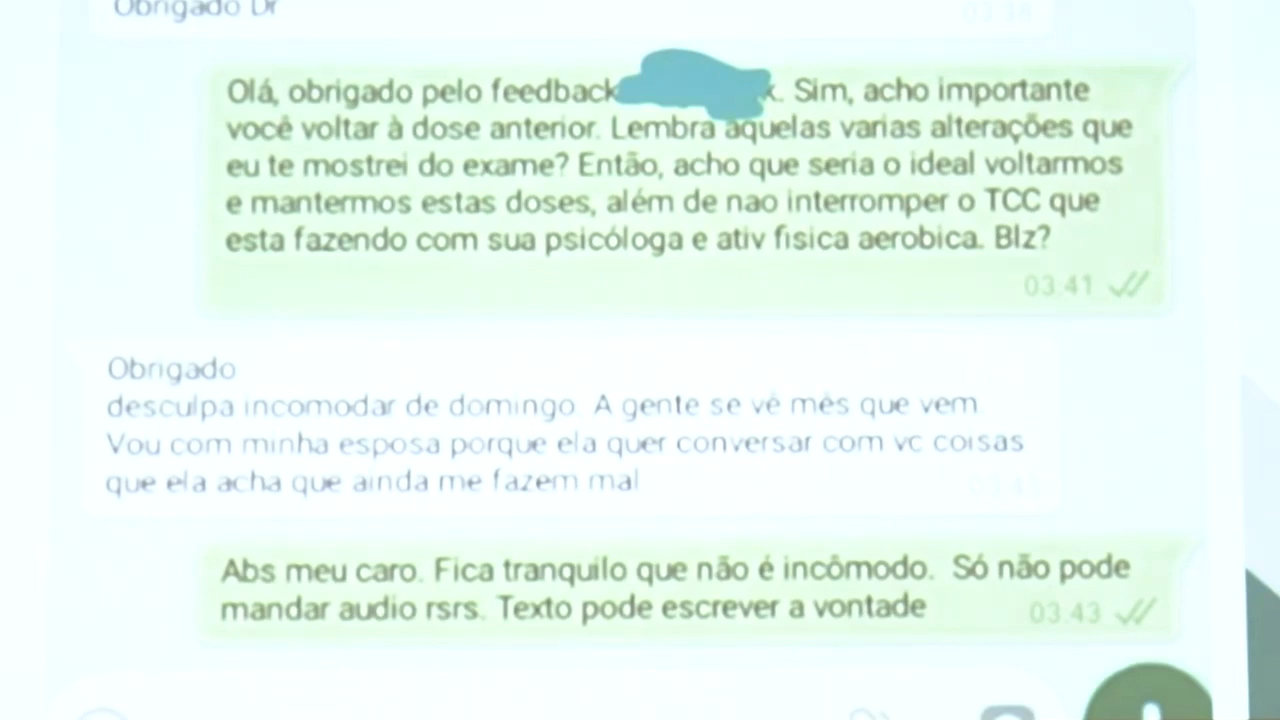 Obrigado Dr
03:16
Olá, obrigado pelo feedback k. Sim, acho importante
você voltar à dose anterior. Lembra aquelas varias alterações que
eu te mostrei do exame? Então, acho que seria o ideal voltarmos
e mantermos estas doses, além de nao interromper o TCC que
esta fazendo com sua psicóloga e ativ fisica aerobica. Blz?
03:41
Obrigado
desculpa incomodar de domingo A gente se vê mês que vem
Vou com minha esposa porque ela quer conversar com vc coisas
que ela acha que ainda me fazem mal
Abs meu caro. Fica tranquilo que não é incômodo. Só não pode
mandar audio rsrs. Texto pode escrever a vontade
03:43